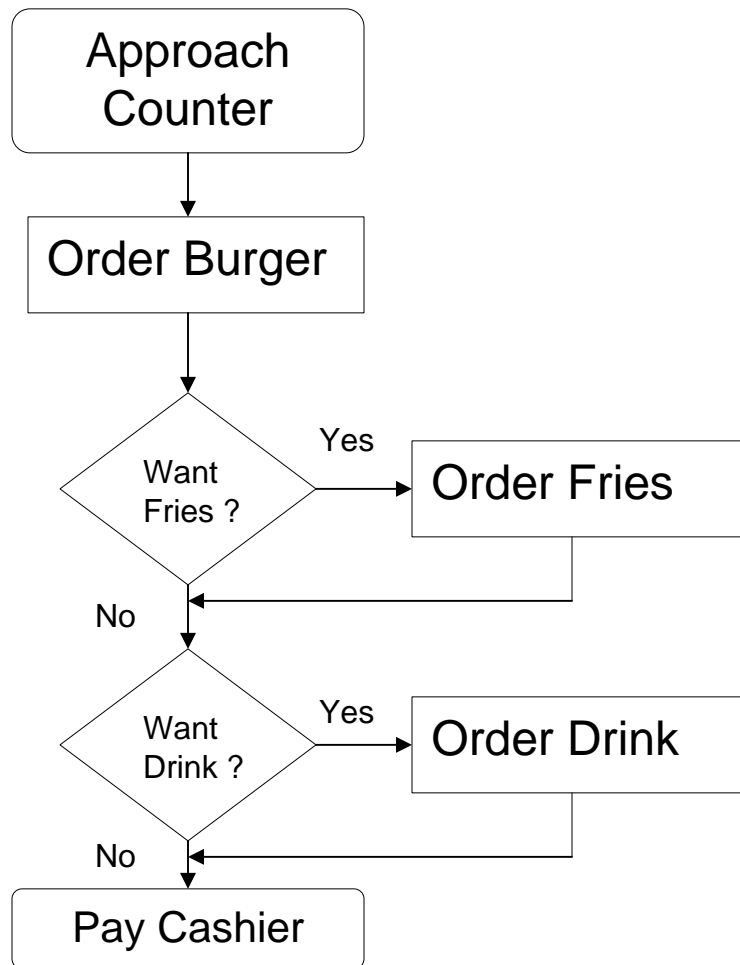 Approach
Counter
Order Burger
Want
Fries ?
Yes
Order Fries
No
Want
Drink ?
Yes
Order Drink
No
Pay Cashier